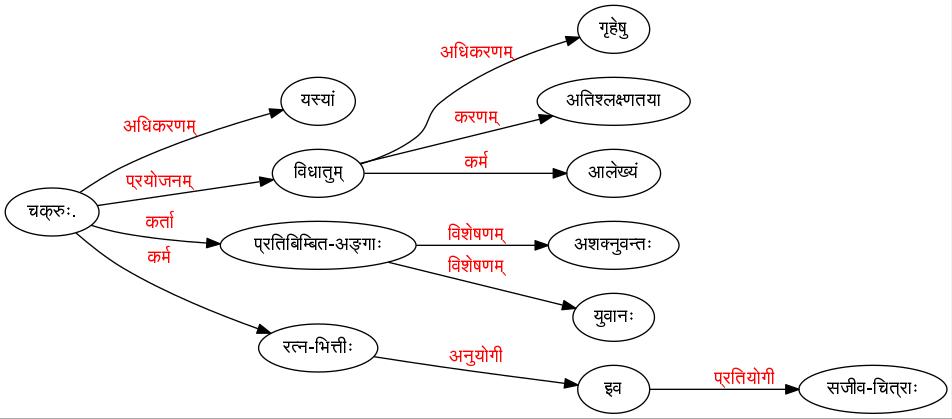 गृहेषु
अधिकरणम्
यस्यां
अतिश्लक्ष्णतया
अधिकरणम्
करणम्
विधातुम्
कर्म
आलेख्यं
प्रयोजनम्
चक्रुः.
कर्ता
प्रतिबिम्बित-अङ्गाः
विशेषणम्
अशक्नुवन्तः
कर्म
विशेषणम्
युवानः
रत्न-भित्तीः
अनुयोगी
इव
प्रतियोगी
सजीव-चित्राः